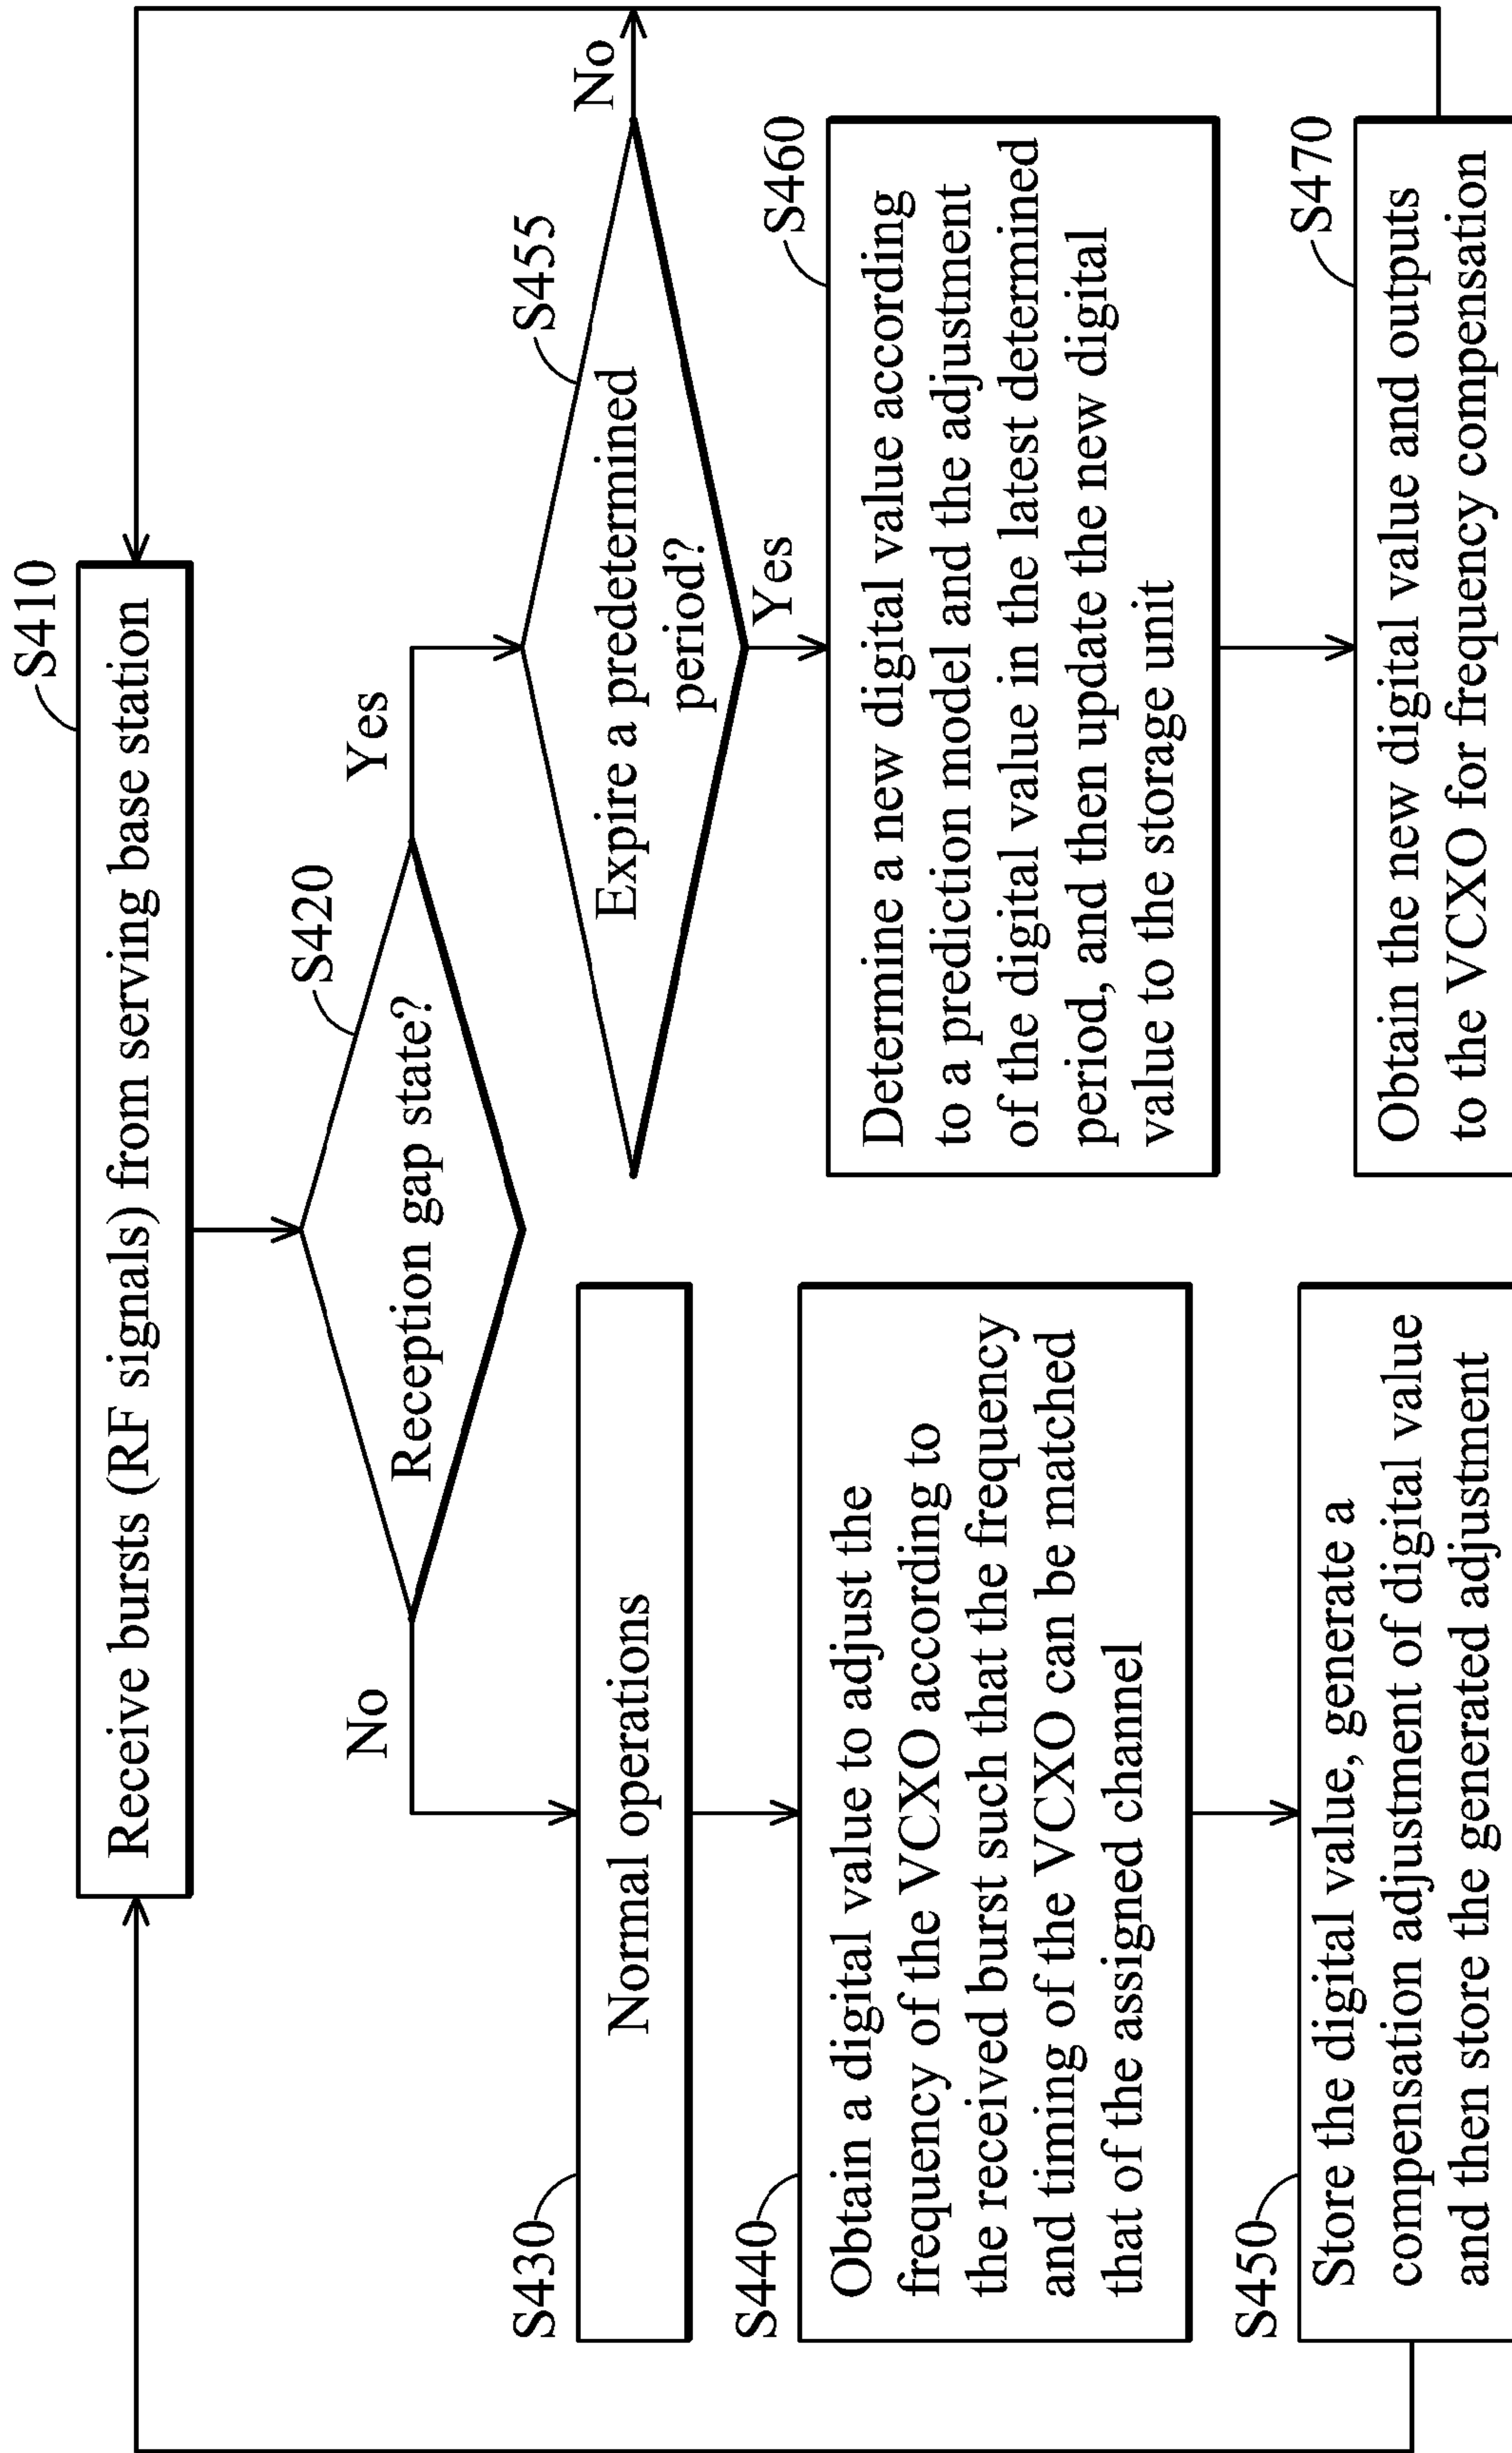 S410
Receive bursts (RF signals) from serving base station
S420
Reception gap state?
No
Yes
S430
Normal operations
S440
Obtain a digital value to adjust the
frequency of the VCXO according to
the received burst such that the frequency
and timing of the VCXO can be matched
that of the assigned channel
S450
Store the digital value, generate a
compensation adjustment of digital value
and then store the generated adjustment
S455
Expire a predetermined
period?
No
Yes
S460
Determine a new digital value according
to a prediction model and the adjustment
of the digital value in the latest determined
period, and then update the new digital
value to the storage unit
S470
Obtain the new digital value and outputs
to the VCXO for frequency compensation